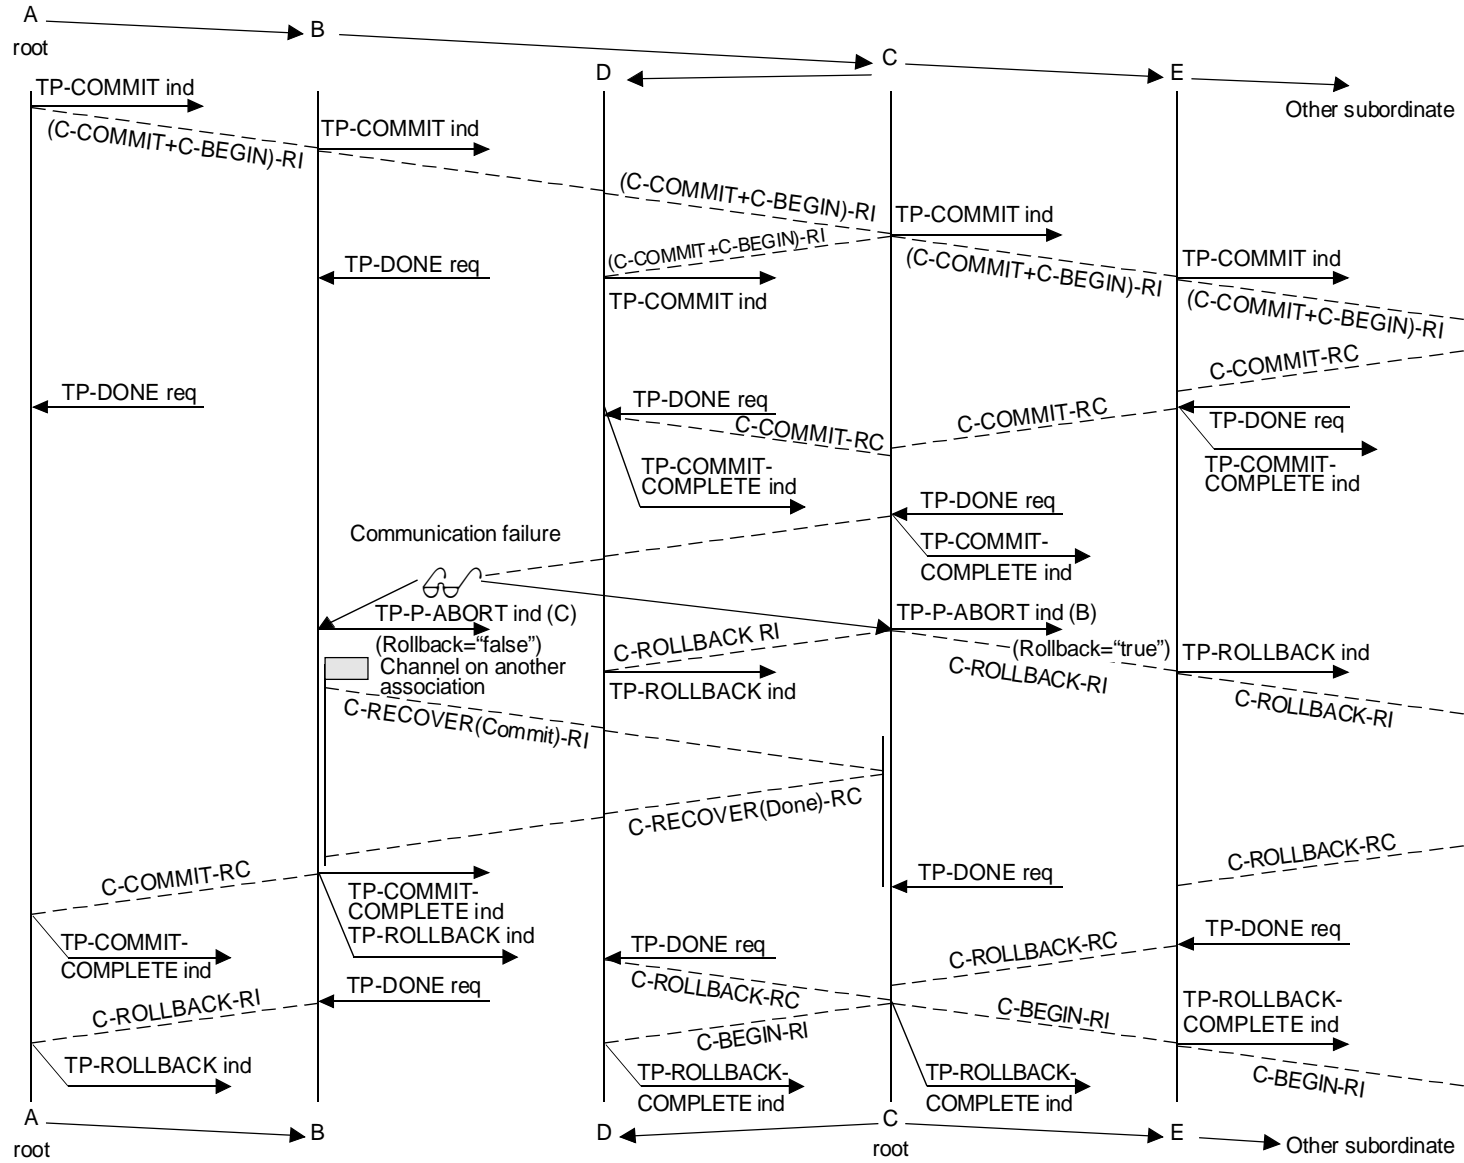 A
root
B
C
D
E
Other subordinate
TP-COMMIT ind
(C-COMMIT+C-BEGIN)-RI
TP-COMMIT ind
(C-COMMIT+C-BEGIN)-RI
TP-COMMIT ind
(C-COMMIT+C-BEGIN)-RI
(C-COMMIT+C-BEGIN)-RI
TP-COMMIT ind
TP-DONE req
TP-COMMIT ind
(C-COMMIT+C-BEGIN)-RI
C-COMMIT-RC
TP-DONE req
TP-DONE req
C-COMMIT-RC
C-COMMIT-RC
TP-DONE req
TP-COMMIT-
COMPLETE ind
TP-COMMIT-
COMPLETE ind
TP-DONE req
Communication failure
TP-COMMIT-
COMPLETE ind
TP-P-ABORT ind (C)
(Rollback=“false”)
TP-P-ABORT ind (B)
(Rollback=“true”)
C-ROLLBACK RI
TP-ROLLBACK ind
Channel on another
association
TP-ROLLBACK ind
C-ROLLBACK-RI
C-ROLLBACK-RI
C-RECOVER(Commit)-RI
C-RECOVER(Done)-RC
C-ROLLBACK-RC
C-COMMIT-RC
TP-DONE req
TP-COMMIT-
COMPLETE ind
TP-ROLLBACK ind
TP-COMMIT-
COMPLETE ind
TP-DONE req
C-ROLLBACK-RC
TP-DONE req
C-ROLLBACK-RC
TP-DONE req
C-ROLLBACK-RI
C-BEGIN-RI
TP-ROLLBACK-
COMPLETE ind
C-BEGIN-RI
TP-ROLLBACK ind
TP-ROLLBACK-
COMPLETE ind
TP-ROLLBACK-
COMPLETE ind
C-BEGIN-RI
A
root
B
D
C
root
E
Other subordinate